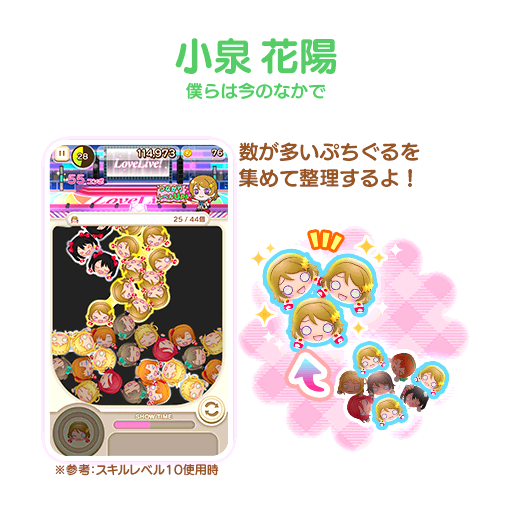 小泉 花陽
僕らは今のなかで
数が多いぷちぐるを
集めて整理するよ！
28
114,973
76
LoveLive!
55
25 / 44個
SHOW TIME
※参考:スキルレベル10使用時